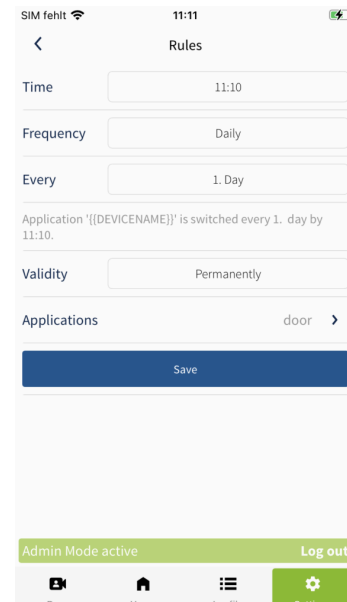 SIM fehlt 11:11
Rules
Time 11:10
Frequency Daily
Every 1. Day
Application '{{DEVICENAME}}' is switched every 1. day by
11:10.
Validity Permanently
Applications door
Save
Admin Mode active Log out